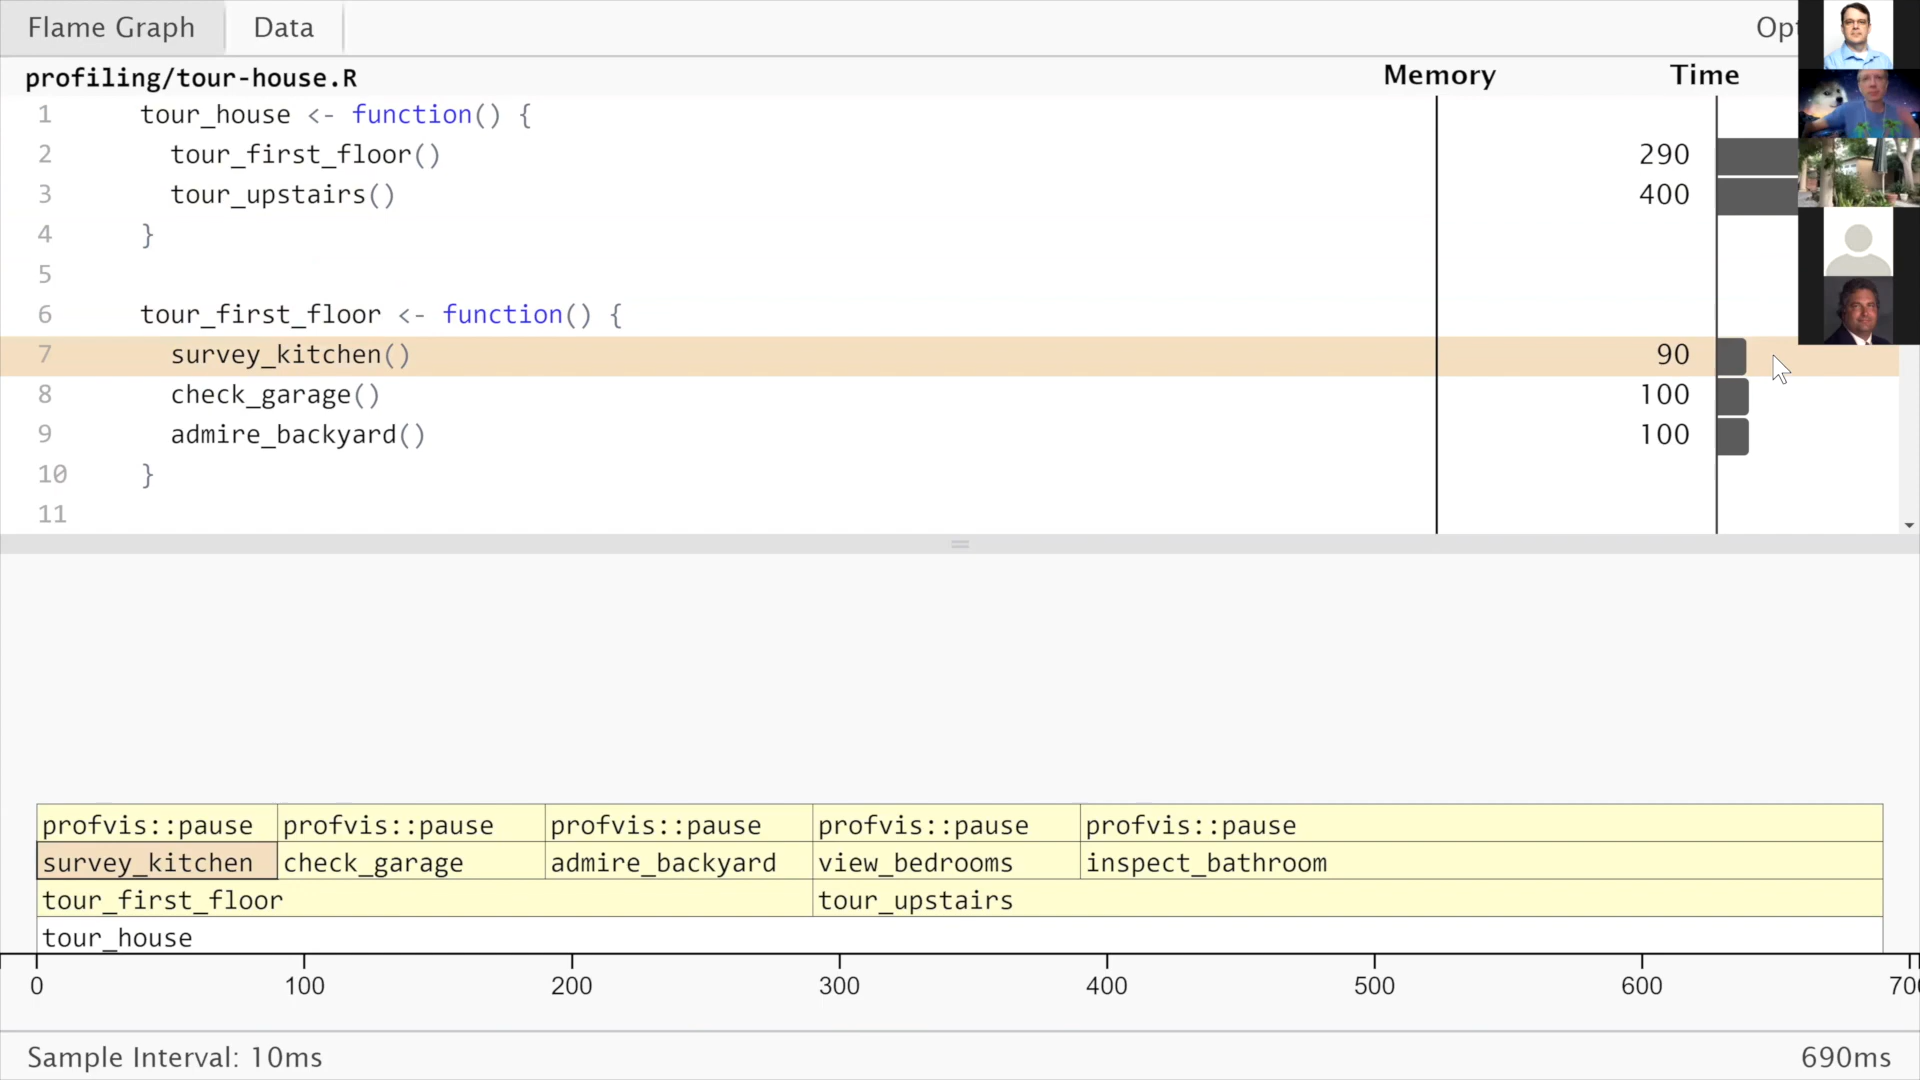 Flame Graph Data Opt
profiling/tour-house.R Memory Time
1 tour_house <- function() {
2 tour_first_floor() 290
3 tour_upstairs() 400
4 }
5
6 tour_first_floor <- function() {
7 survey_kitchen() 90
8 check_garage() 100
9 admire_backyard() 100
10 }
11
profvis::pause profvis::pause profvis::pause profvis::pause profvis::pause
survey_kitchen check_garage admire_backyard view_bedrooms inspect_bathroom
tour_first_floor tour_upstairs
tour_house
0 100 200 300 400 500 600 700
Sample Interval: 10ms 690ms